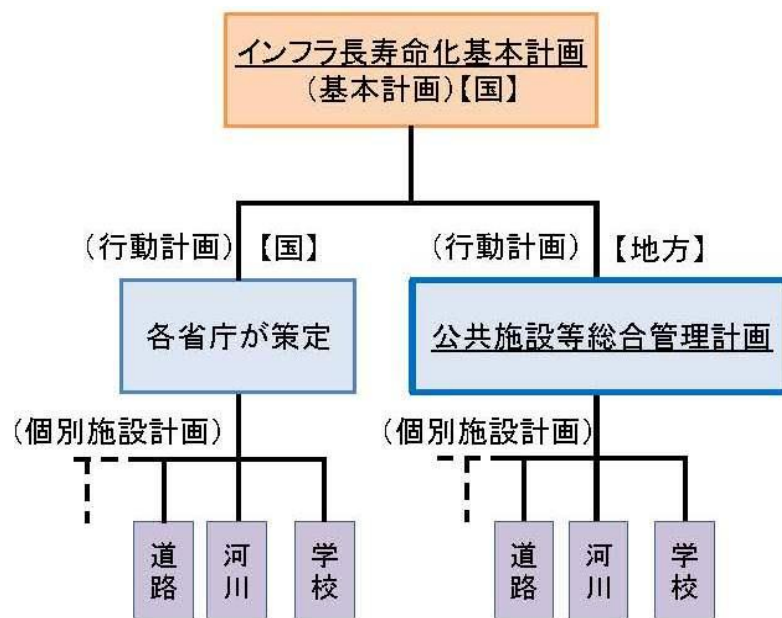 インフラ長寿命化基本計画
(基本計画)【国】
(行動計画)【国】
(行動計画)【地方】
各省庁が策定
公共施設等総合管理計画
(個別施設計画)
(個別施設計画)
道路
河川
学校
道路
河川
学校